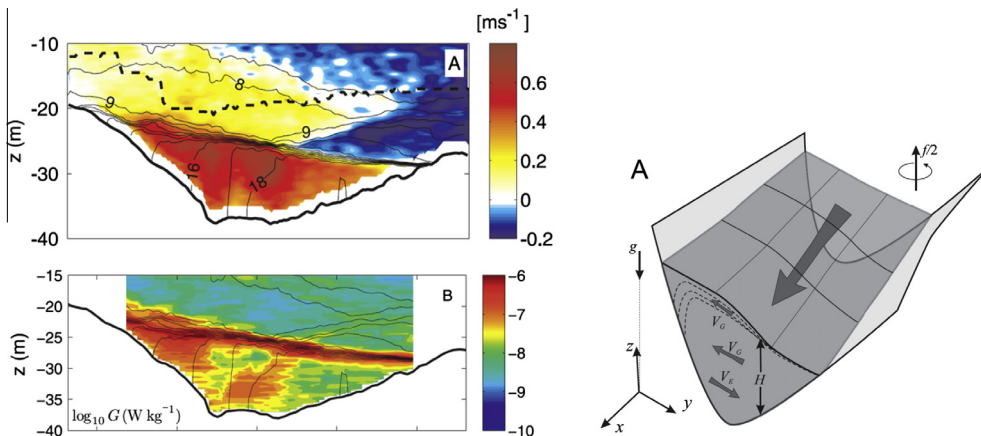 [ms⁻¹]
A
-10
-20
-30
-40
z (m)
8
9
9
16
18
0.6
0.4
0.2
0
-0.2
B
-15
-20
-25
-30
-35
-40
z (m)
log₁₀ G (W kg⁻¹)
-6
-7
-8
-9
-10
A
f/2
g
z
y
x
V_G
V_G
V_E
H